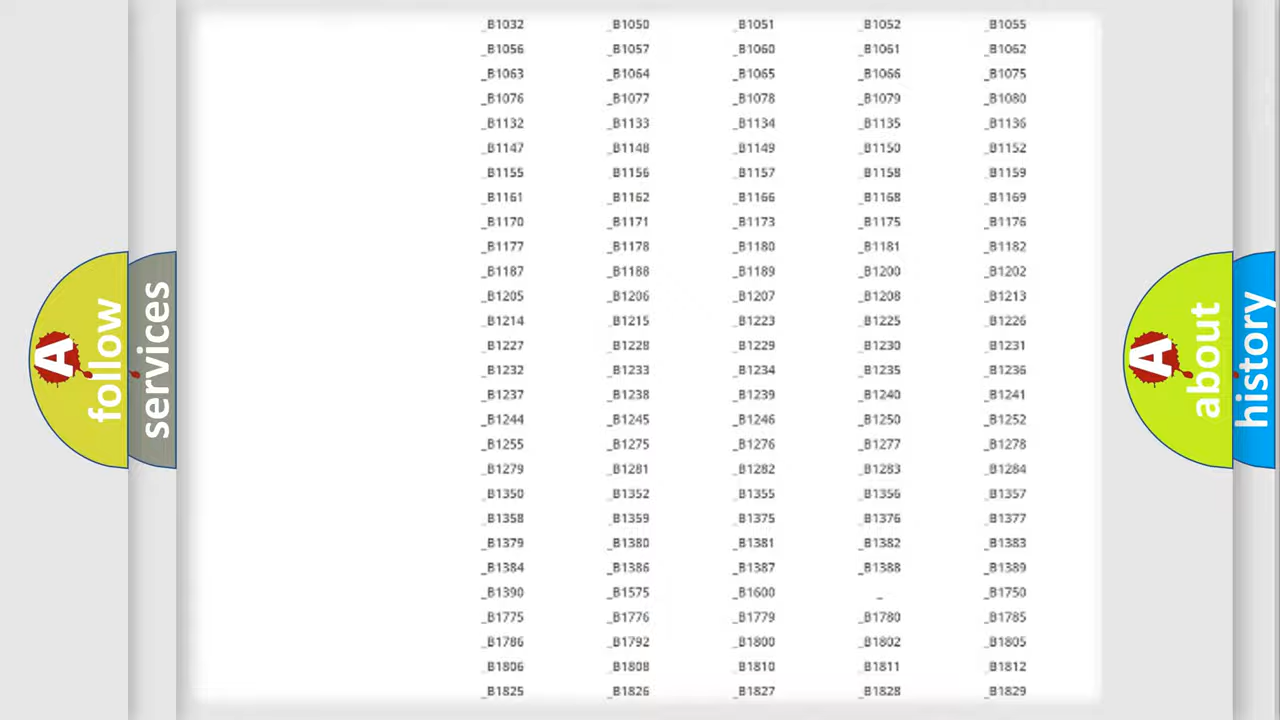 _B1032 _B1050 _B1051 _B1052 _B1055
_B1056 _B1057 _B1060 _B1061 _B1062
_B1063 _B1064 _B1065 _B1066 _B1075
_B1076 _B1077 _B1078 _B1079 _B1080
_B1132 _B1133 _B1134 _B1135 _B1136
_B1147 _B1148 _B1149 _B1150 _B1152
_B1155 _B1156 _B1157 _B1158 _B1159
_B1161 _B1162 _B1166 _B1168 _B1169
_B1170 _B1171 _B1173 _B1175 _B1176
_B1177 _B1178 _B1180 _B1181 _B1182
_B1187 _B1188 _B1189 _B1200 _B1202
_B1205 _B1206 _B1207 _B1208 _B1213
_B1214 _B1215 _B1223 _B1225 _B1226
_B1227 _B1228 _B1229 _B1230 _B1231
_B1232 _B1233 _B1234 _B1235 _B1236
_B1237 _B1238 _B1239 _B1240 _B1241
_B1244 _B1245 _B1246 _B1250 _B1252
_B1255 _B1275 _B1276 _B1277 _B1278
_B1279 _B1281 _B1282 _B1283 _B1284
_B1350 _B1352 _B1355 _B1356 _B1357
_B1358 _B1359 _B1375 _B1376 _B1377
_B1379 _B1380 _B1381 _B1382 _B1383
_B1384 _B1386 _B1387 _B1388 _B1389
_B1390 _B1575 _B1600 _ _B1750
_B1775 _B1776 _B1779 _B1780 _B1785
_B1786 _B1792 _B1800 _B1802 _B1805
_B1806 _B1808 _B1810 _B1811 _B1812
_B1825 _B1826 _B1827 _B1828 _B1829
A
follow
services
A
about
history